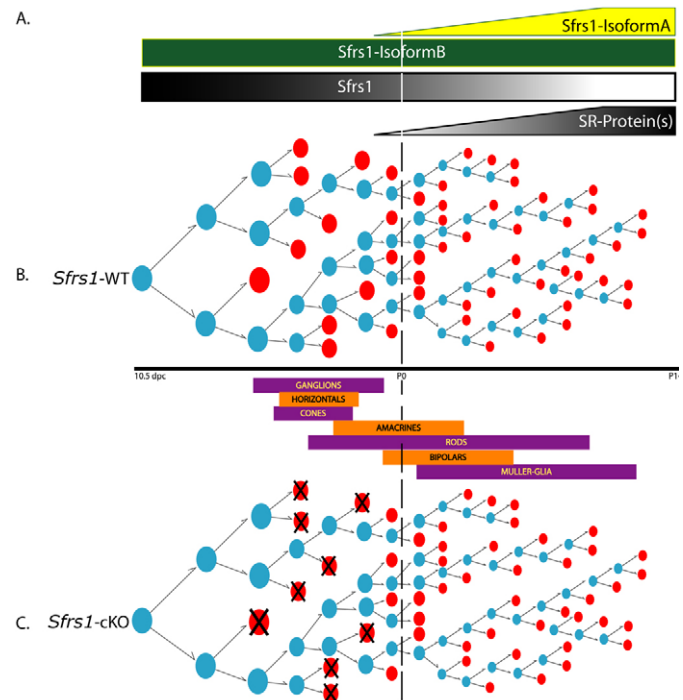 A.
Sfrs1-IsoformA
Sfrs1-IsoformB
Sfrs1
SR-Protein(s)
B.
Sfrs1-WT
10.5 dpc
P0
GANGLIONS
HORIZONTALS
CONES
AMACRINES
RODS
BIPOLARS
MULLER-GLIA
C.
Sfrs1-cKO